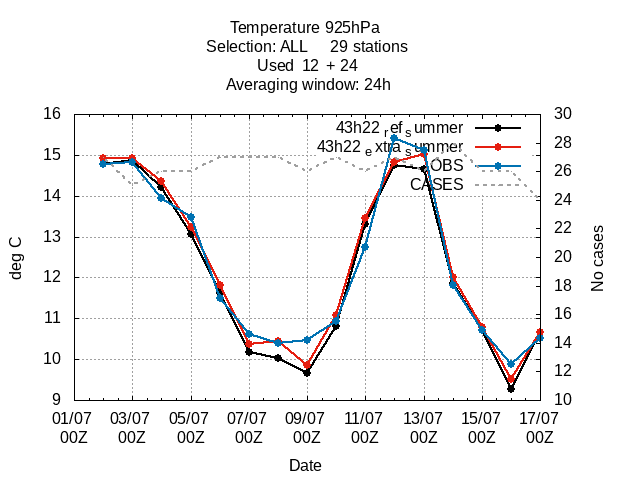 Temperature 925hPa
Selection: ALL 29 stations
Used 12 + 24
Averaging window: 24h
16 30
43h22 ref summer
43h22 extra summer
OBS
CASES
15 28
14 26
13 24
12 22
11 20
10 18
9 16
14
12
10
deg C
No cases
01/07 03/07 05/07 07/07 09/07 11/07 13/07 15/07 17/07
00Z 00Z 00Z 00Z 00Z 00Z 00Z 00Z 00Z
Date